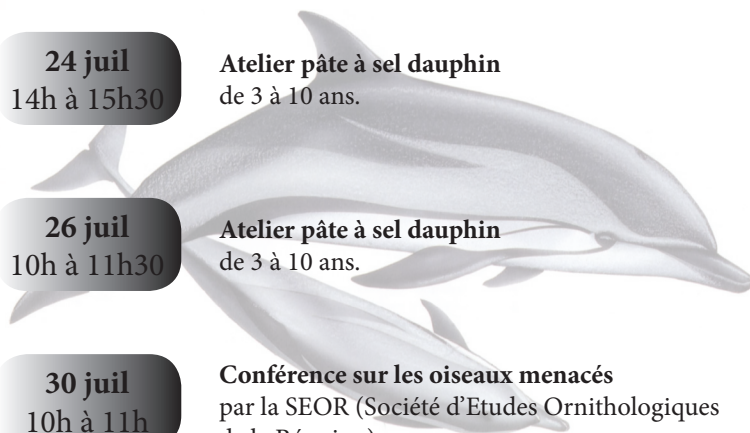 24 juil
14h à 15h30
Atelier pâte à sel dauphin
de 3 à 10 ans.
26 juil
10h à 11h30
Atelier pâte à sel dauphin
de 3 à 10 ans.
30 juil
10h à 11h
Conférence sur les oiseaux menacés
par la SEOR (Société d'Etudes Ornithologiques